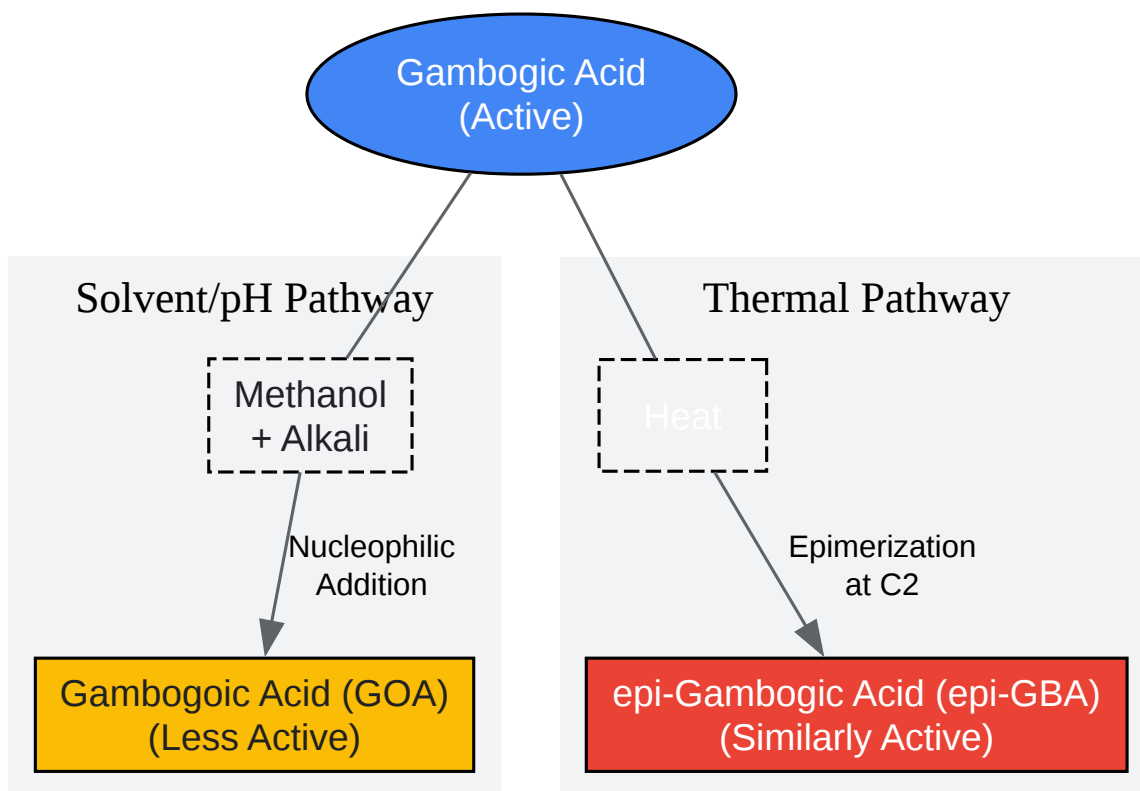 Gambogic Acid
(Active)
Solvent/pH Pathway
Thermal Pathway
Methanol
+ Alkali
Heat
Nucleophilic
Addition
Epimerization
at C2
Gambogoic Acid (GOA)
(Less Active)
epi-Gambogic Acid (epi-GBA)
(Similarly Active)